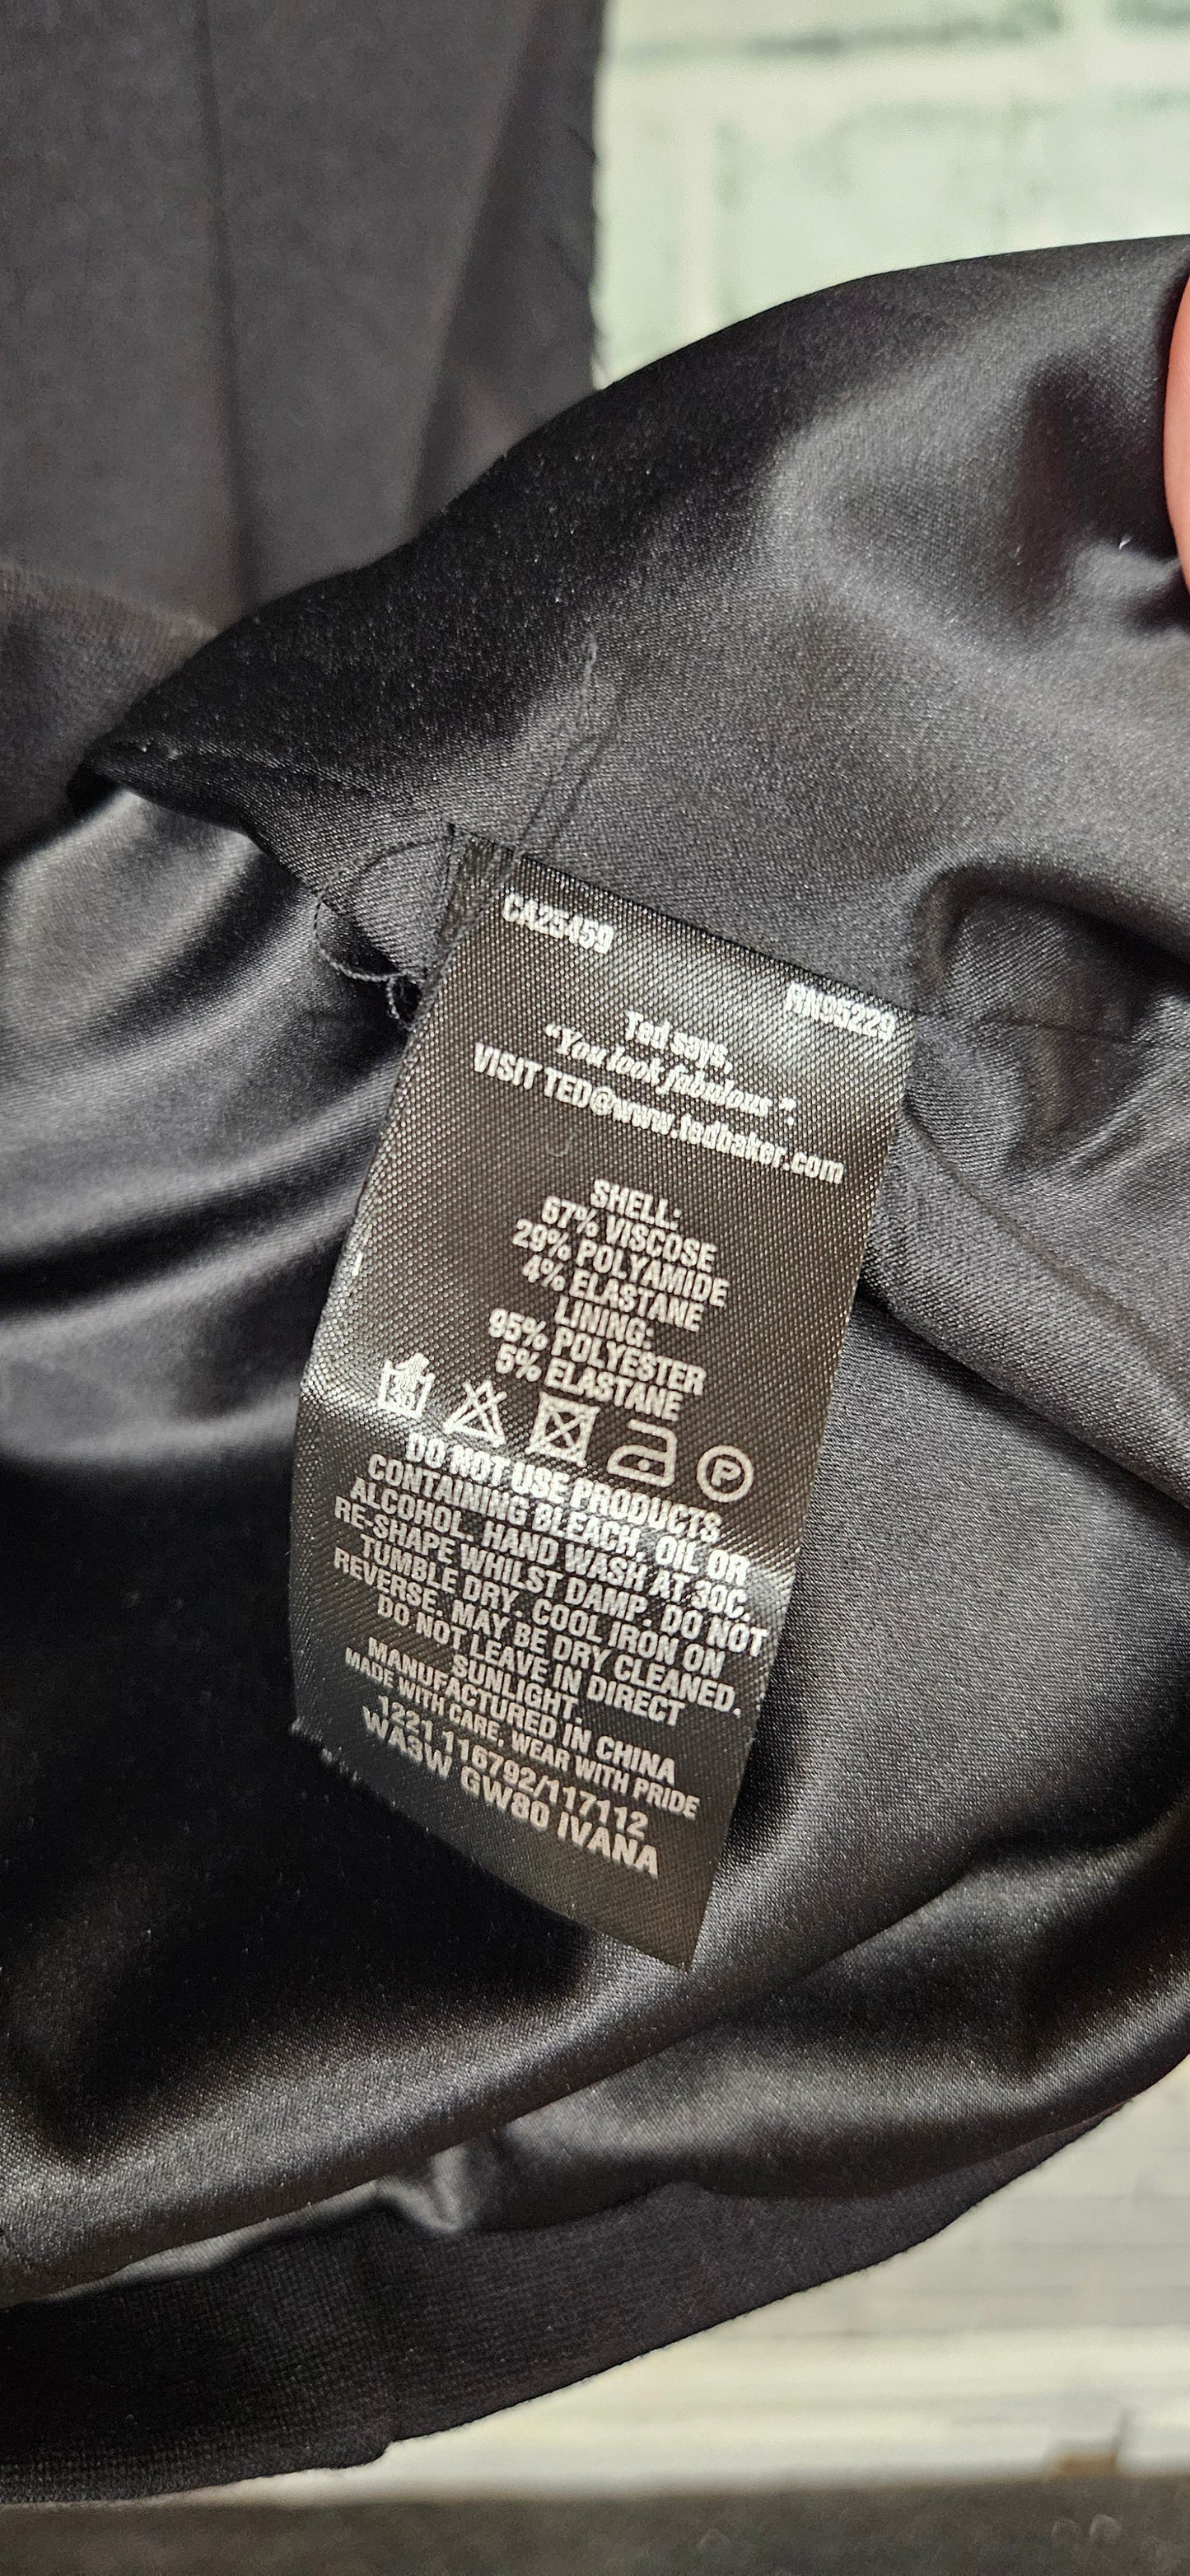 CA25459
RN95229
Ted says,
"You look fabulous".
VISIT TED@www.tedbaker.com
SHELL:
67% VISCOSE
29% POLYAMIDE
4% ELASTANE
LINING:
95% POLYESTER
5% ELASTANE
P
DO NOT USE PRODUCTS
CONTAINING BLEACH, OIL OR
ALCOHOL. HAND WASH AT 30C.
RE-SHAPE WHILST DAMP. DO NOT
TUMBLE DRY. COOL IRON ON
REVERSE. MAY BE DRY CLEANED.
DO NOT LEAVE IN DIRECT
SUNLIGHT.
MANUFACTURED IN CHINA
MADE WITH CARE, WEAR WITH PRIDE
1221 116792/117112
WA3W GW80 IVANA